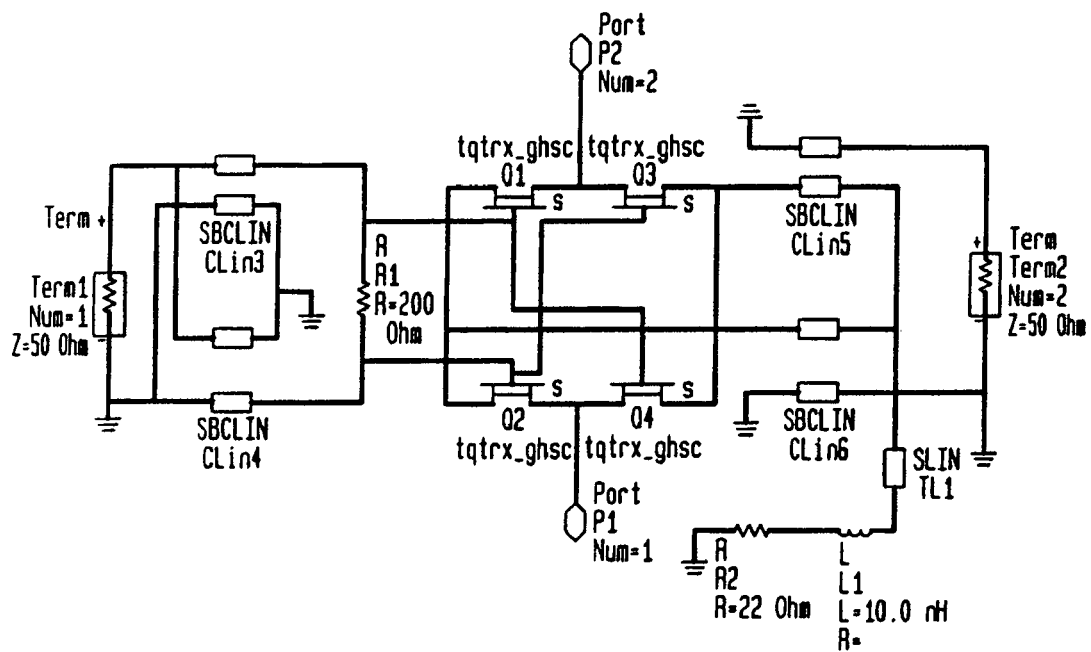 Port
P2
Num=2
tqtrx_ghsc tqtrx_ghsc
Q1 Q3
S S
Term +
SBCLIN
CLin3
Term1
Num=1
Z=50 Ohm
R
R1
R=200
Ohm
SBCLIN
CLin5
+ Term
Term2
Num=2
Z=50 Ohm
S S
Q2 Q4
tqtrx_ghsc tqtrx_ghsc
SBCLIN
CLin4
SBCLIN
CLin6
SLIN
TL1
Port
P1
Num=1
R
R2
R=22 Ohm
L
L1
L=10.0 nH
R=